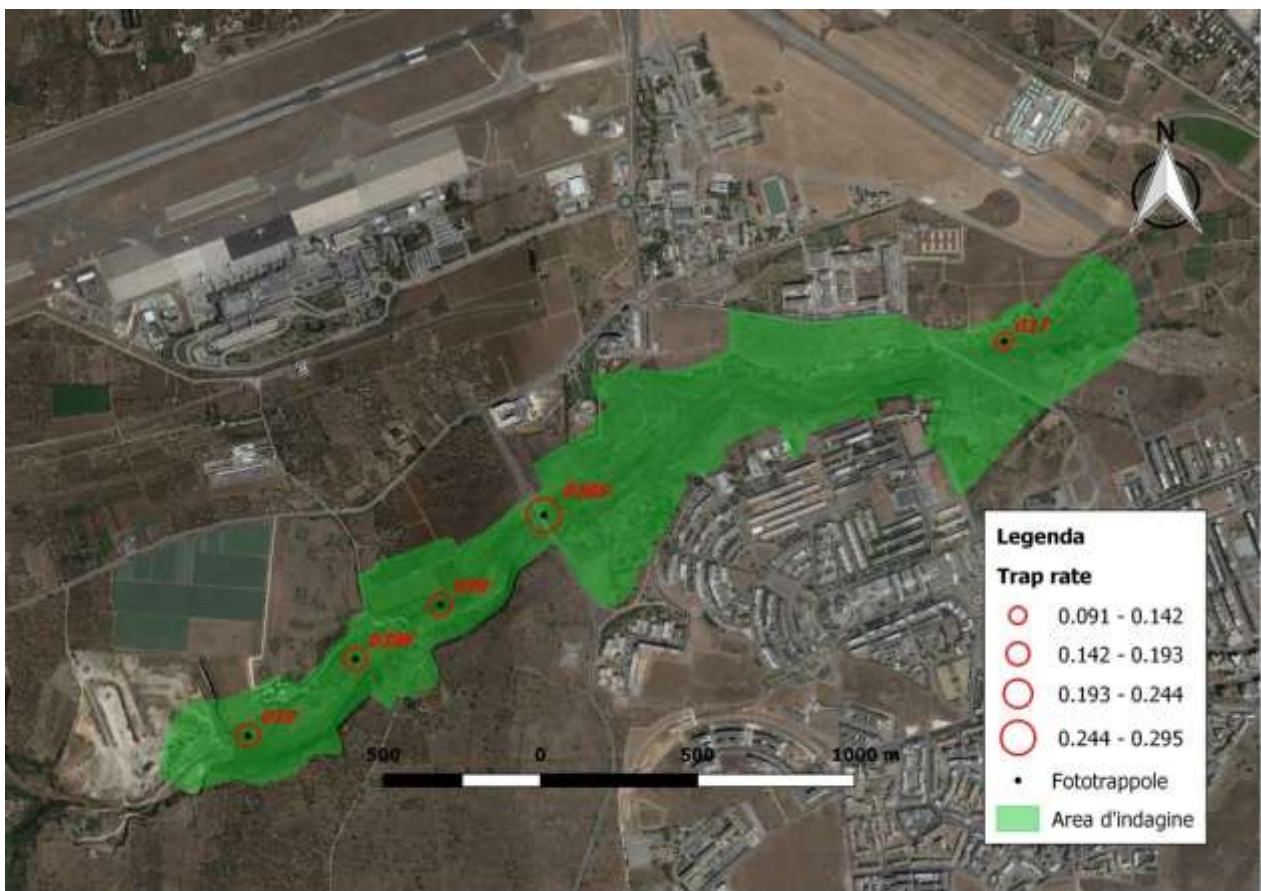 N
Legenda
Trap rate
0.091 - 0.142
0.142 - 0.193
0.193 - 0.244
0.244 - 0.295
Fototrappole
Area d'indagine
500 0 500 1000 m